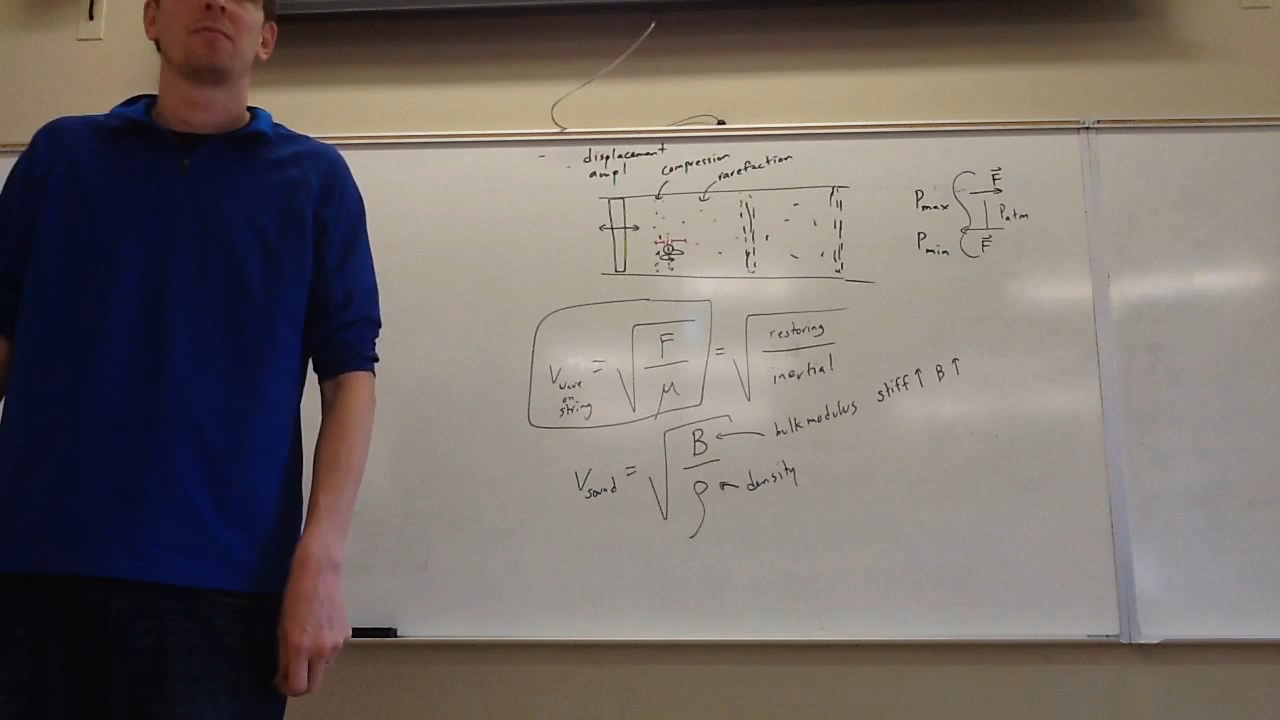 displacement
ampl
compression
rarefaction
Pmax
F⃗
Patm
Pmin
F⃗
Vwave on string = √(F/μ) = √(restoring/inertial)
Vsound = √(B/ρ)
← bulk modulus stiff ↑ B ↑
← density